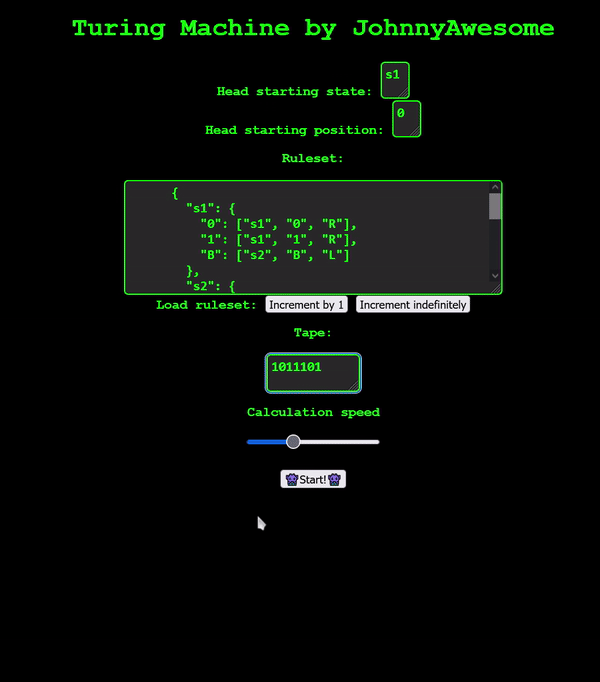 Turing Machine by JohnnyAwesome
Head starting state: s1
Head starting position: 0
Ruleset:
{
"s1": {
"0": ["s1", "0", "R"],
"1": ["s1", "1", "R"],
"B": ["s2", "B", "L"]
},
"s2": {
Load ruleset: Increment by 1 Increment indefinitely
Tape:
1011101
Calculation speed
Start!